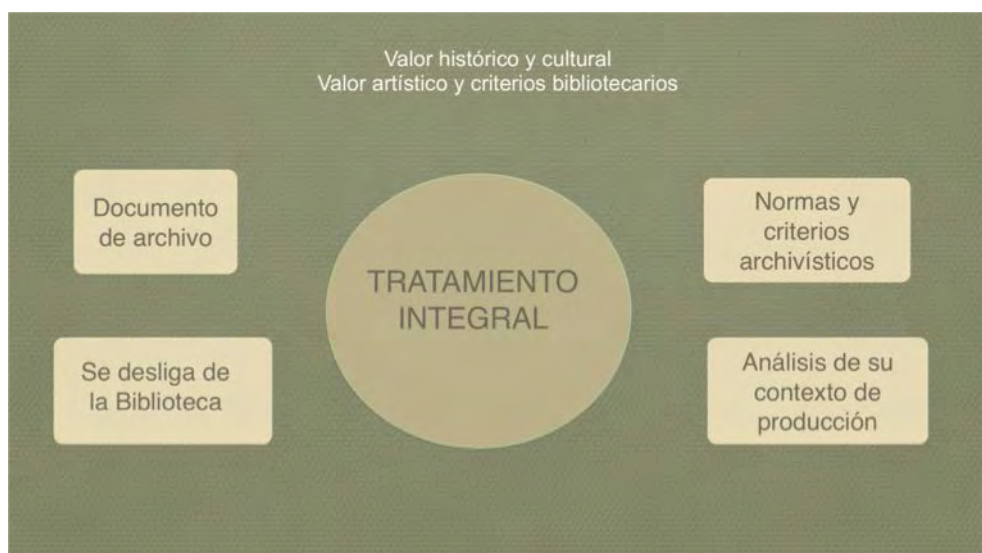 Valor histórico y cultural
Valor artístico y criterios bibliotecarios
Documento
de archivo
Normas y
criterios
archivísticos
TRATAMIENTO
INTEGRAL
Se desliga de
la Biblioteca
Análisis de su
contexto de
producción